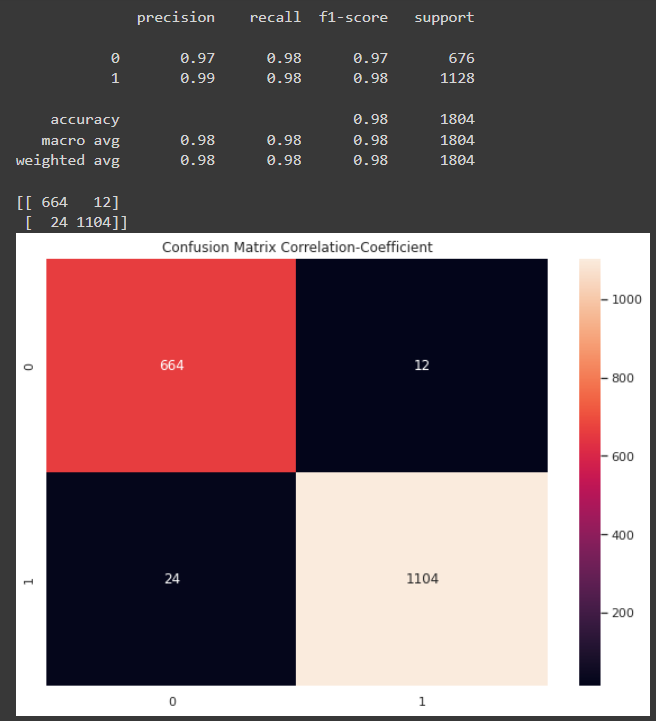 precision recall f1-score support
0 0.97 0.98 0.97 676
1 0.99 0.98 0.98 1128
accuracy 0.98 1804
macro avg 0.98 0.98 0.98 1804
weighted avg 0.98 0.98 0.98 1804
[[ 664 12]
[ 24 1104]]
Confusion Matrix Correlation-Coefficient
0 664 12
1 24 1104
0 1
1000
800
600
400
200